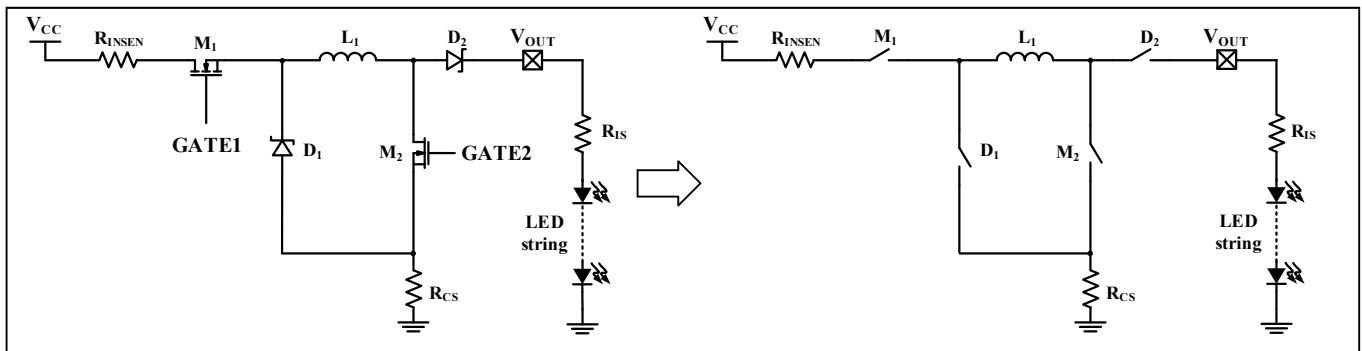 VCC
RINSEN
M1
L1
D2
VOUT
GATE1
D1
M2
GATE2
RIS
LED
string
RCS
VCC
RINSEN
M1
L1
D2
VOUT
D1
M2
RIS
LED
string
RCS